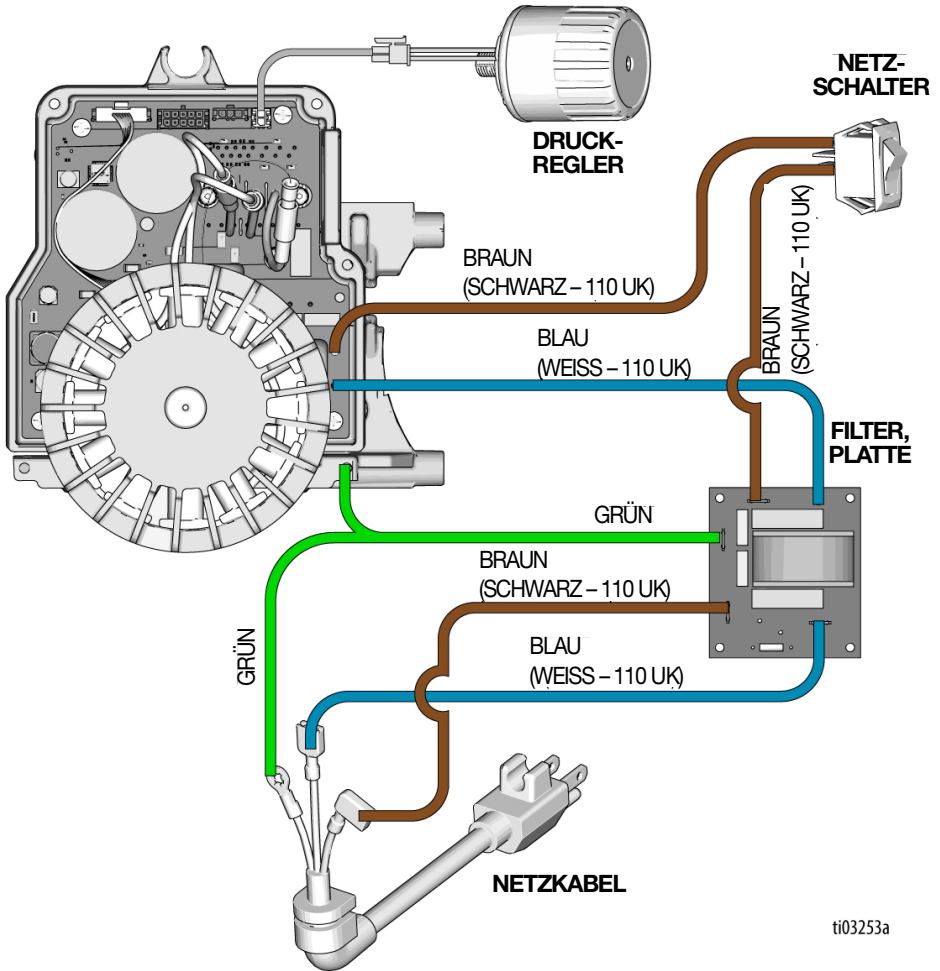 NETZ-
SCHALTER
DRUCK-
REGLER
BRAUN
(SCHWARZ – 110 UK)
BRAUN
(SCHWARZ – 110 UK)
BLAU
(WEISS – 110 UK)
FILTER,
PLATTE
GRÜN
BRAUN
(SCHWARZ – 110 UK)
GRÜN
BLAU
(WEISS – 110 UK)
NETZKABEL
ti03253a